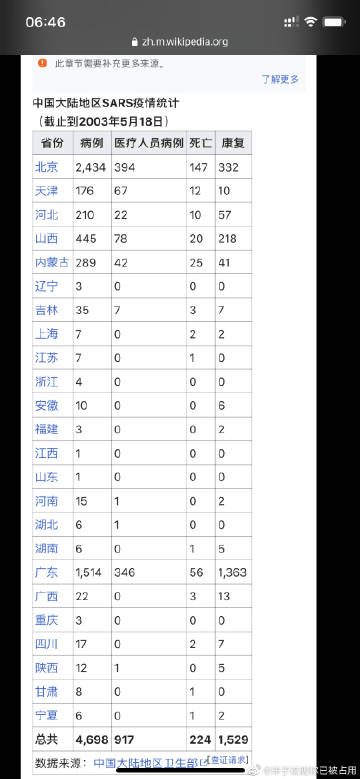 06:46
zh.m.wikipedia.org
此章节需要补充更多来源。
了解更多
中国大陆地区SARS疫情统计
（截止到2003年5月18日）
省份 病例 医疗人员病例 死亡 康复
北京 2,434 394 147 332
天津 176 67 12 10
河北 210 22 10 57
山西 445 78 20 218
内蒙古 289 42 25 41
辽宁 3 0 0 0
吉林 35 7 3 7
上海 7 0 2 2
江苏 7 0 1 0
浙江 4 0 0 0
安徽 10 0 0 6
福建 3 0 0 2
江西 1 0 0 0
山东 1 0 0 0
河南 15 1 0 2
湖北 6 1 0 0
湖南 6 0 1 5
广东 1,514 346 56 1,363
广西 22 0 3 13
重庆 3 0 0 0
四川 17 0 2 7
陕西 12 1 0 5
甘肃 8 0 1 0
宁夏 6 0 1 2
总共 4,698 917 224 1,529
数据来源：中国大陆地区卫生部 [查证请求]
已被占用